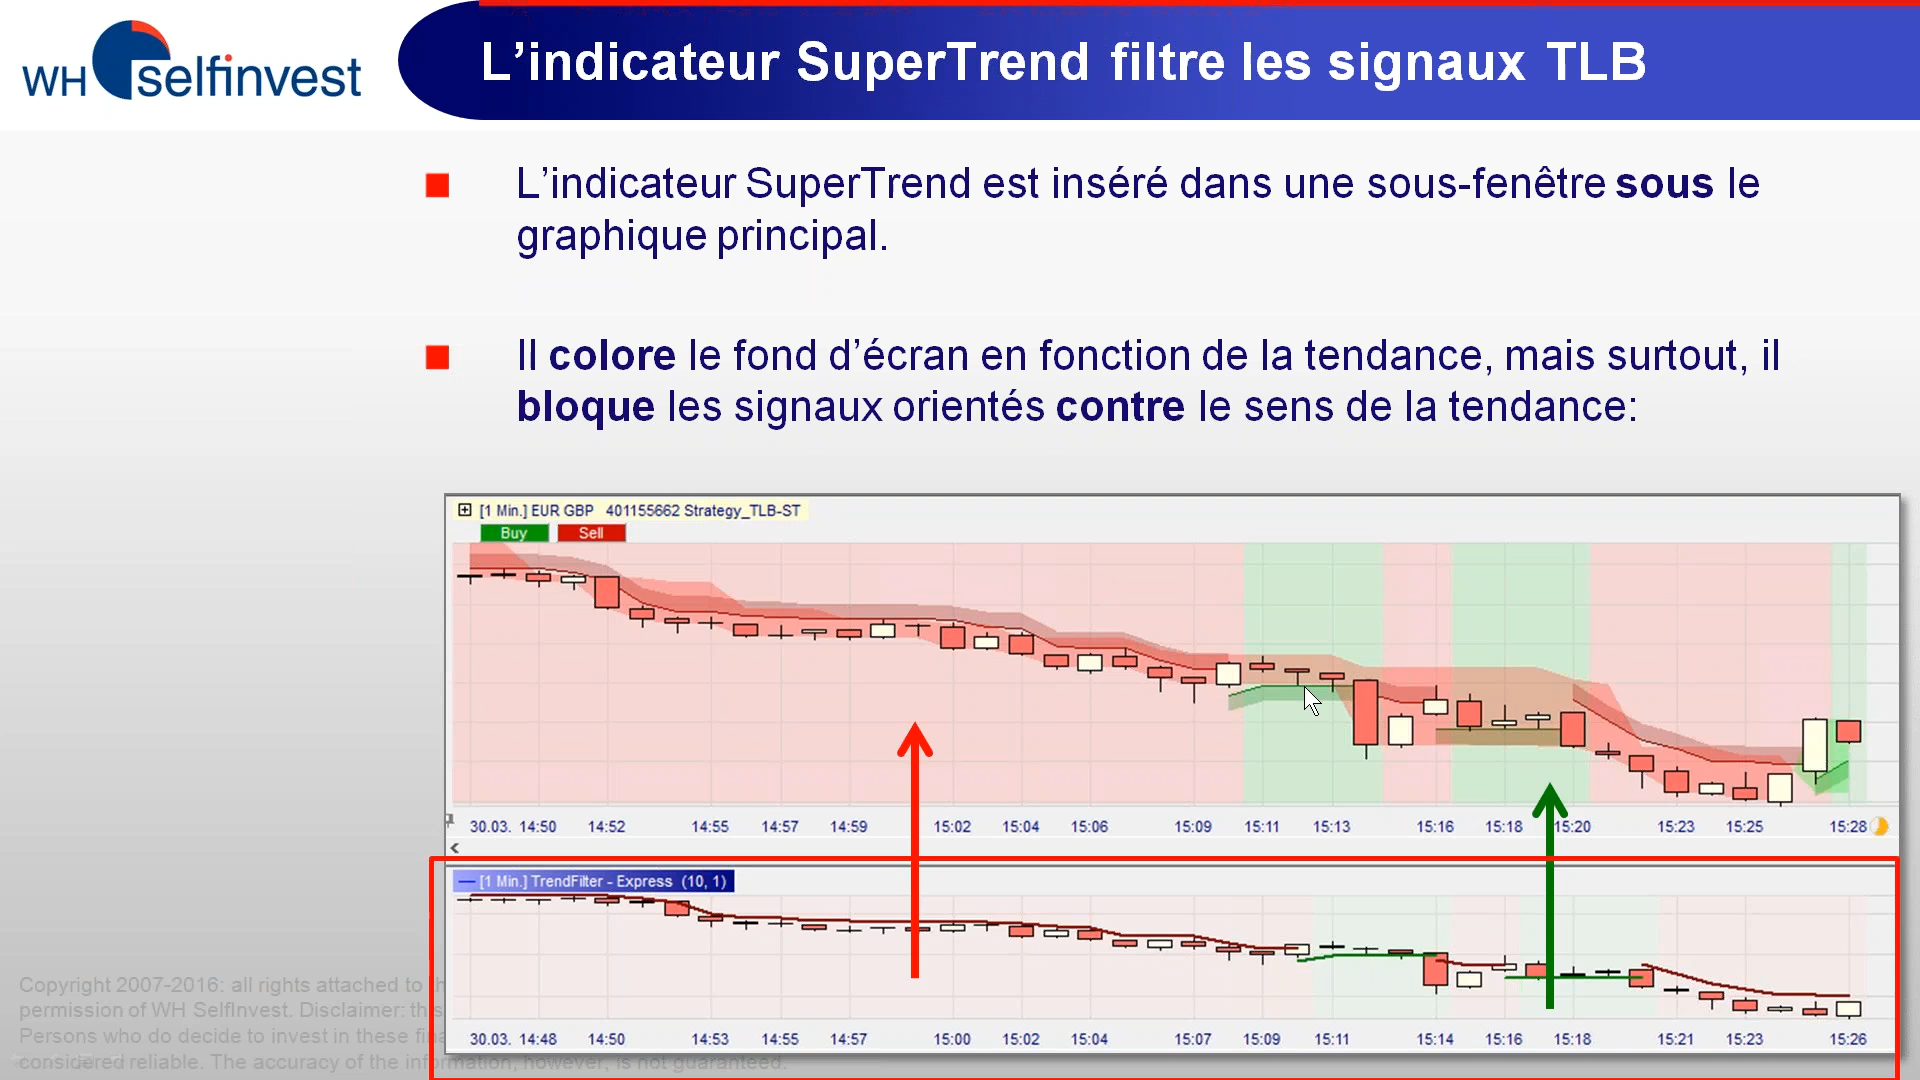 WH selfinvest
L’indicateur SuperTrend filtre les signaux TLB
L’indicateur SuperTrend est inséré dans une sous-fenêtre sous le
graphique principal.
Il colore le fond d’écran en fonction de la tendance, mais surtout, il
bloque les signaux orientés contre le sens de la tendance:
[1 Min.] EUR GBP 401155662 Strategy_TLB-ST
Buy Sell
30.03. 14:50 14:52 14:55 14:57 14:59 15:02 15:04 15:06 15:09 15:11 15:13 15:16 15:18 15:20 15:23 15:25 15:28
[1 Min.] TrendFilter - Express (10, 1)
30.03. 14:48 14:50 14:53 14:55 14:57 15:00 15:02 15:04 15:07 15:09 15:11 15:14 15:16 15:18 15:21 15:23 15:26
Copyright 2007-2016: all rights attached to
permission of WH SelfInvest. Disclaimer: this
Persons who do decide to invest in these
considered reliable. The accuracy of the information, however, is not guaranteed.